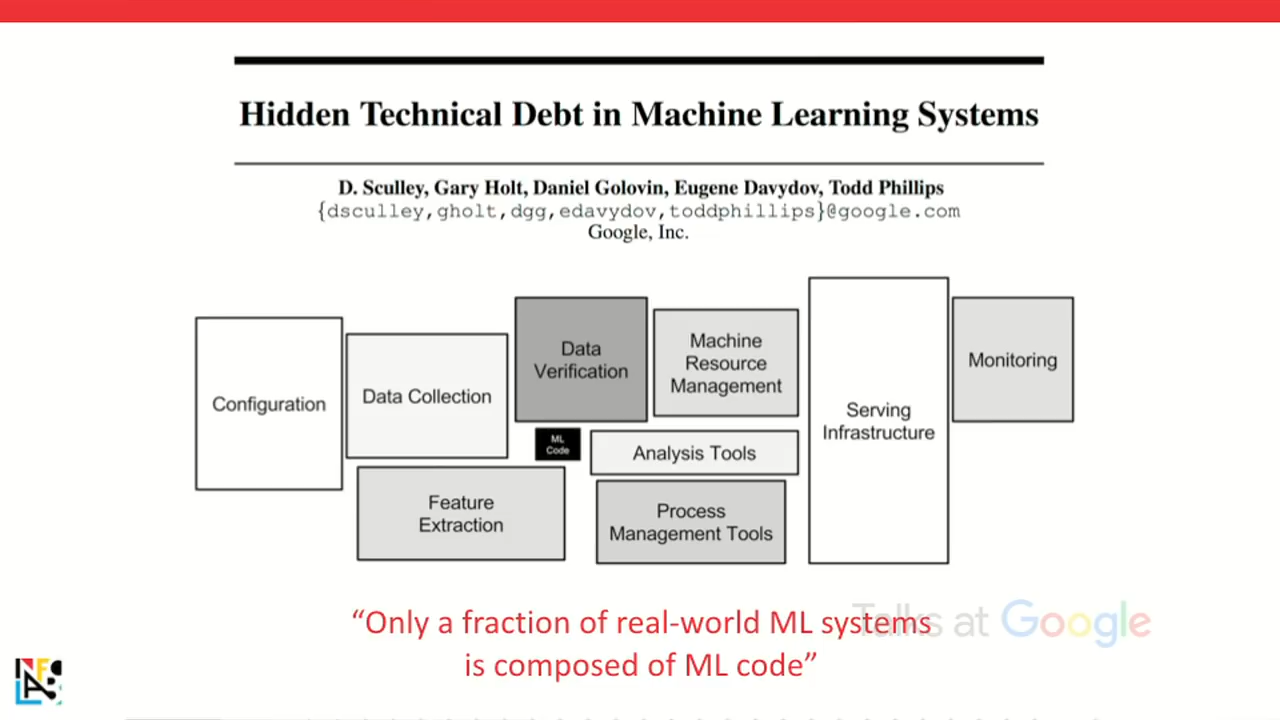 Hidden Technical Debt in Machine Learning Systems
D. Sculley, Gary Holt, Daniel Golovin, Eugene Davydov, Todd Phillips
{dsculley,gholt,dgg,edavydov,toddphillips}@google.com
Google, Inc.
Configuration
Data Collection
Data
Verification
Machine
Resource
Management
Serving
Infrastructure
Monitoring
ML
Code
Analysis Tools
Feature
Extraction
Process
Management Tools
“Only a fraction of real-world ML systems
is composed of ML code”
Talks at Google